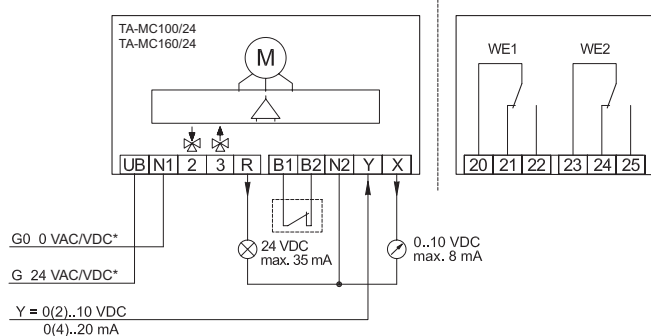 TA-MC100/24
TA-MC160/24
M
UB N1 2 3 R B1 B2 N2 Y X
WE1 WE2
20 21 22 23 24 25
G0 0 VAC/VDC*
G 24 VAC/VDC*
Y = 0(2)..10 VDC
0(4)..20 mA
24 VDC
max. 35 mA
0..10 VDC
max. 8 mA